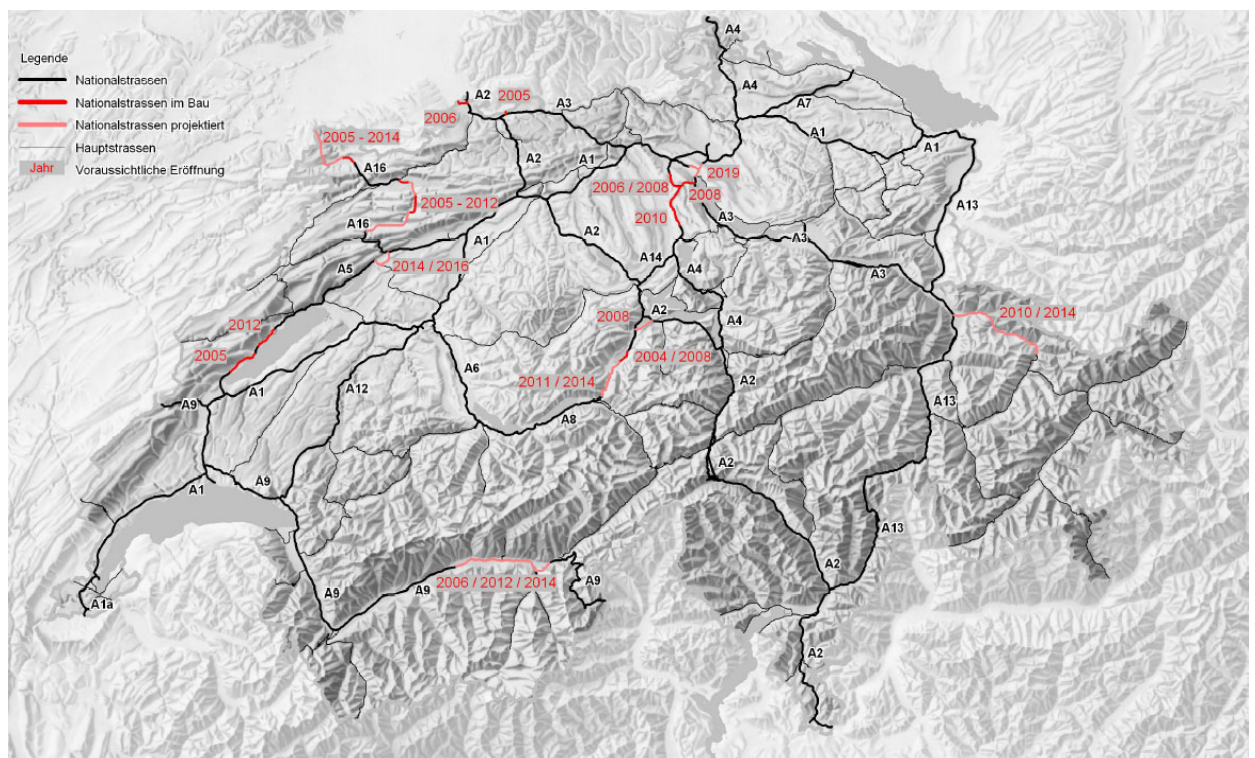 Legende
Nationalstrassen
Nationalstrassen im Bau
Nationalstrassen projektiert
Hauptstrassen
Jahr Voraussichtliche Eröffnung
A4
A4
A2
2005
A3
2006
A7
2005 - 2014
A1
A1
A2
A1
A16
2019
2006 / 2008
2008
2005 - 2012
A13
2010
A3
A16
A3
A1
A2
A14
A5
2014 / 2016
A4
A3
A2
2010 / 2014
2008
A4
2012
2004 / 2008
2005
A6
A2
2011 / 2014
A12
A1
A13
A9
A8
A2
A9
A1
A13
A2
2006 / 2012 / 2014
A9
A9
A9
A1a
A2